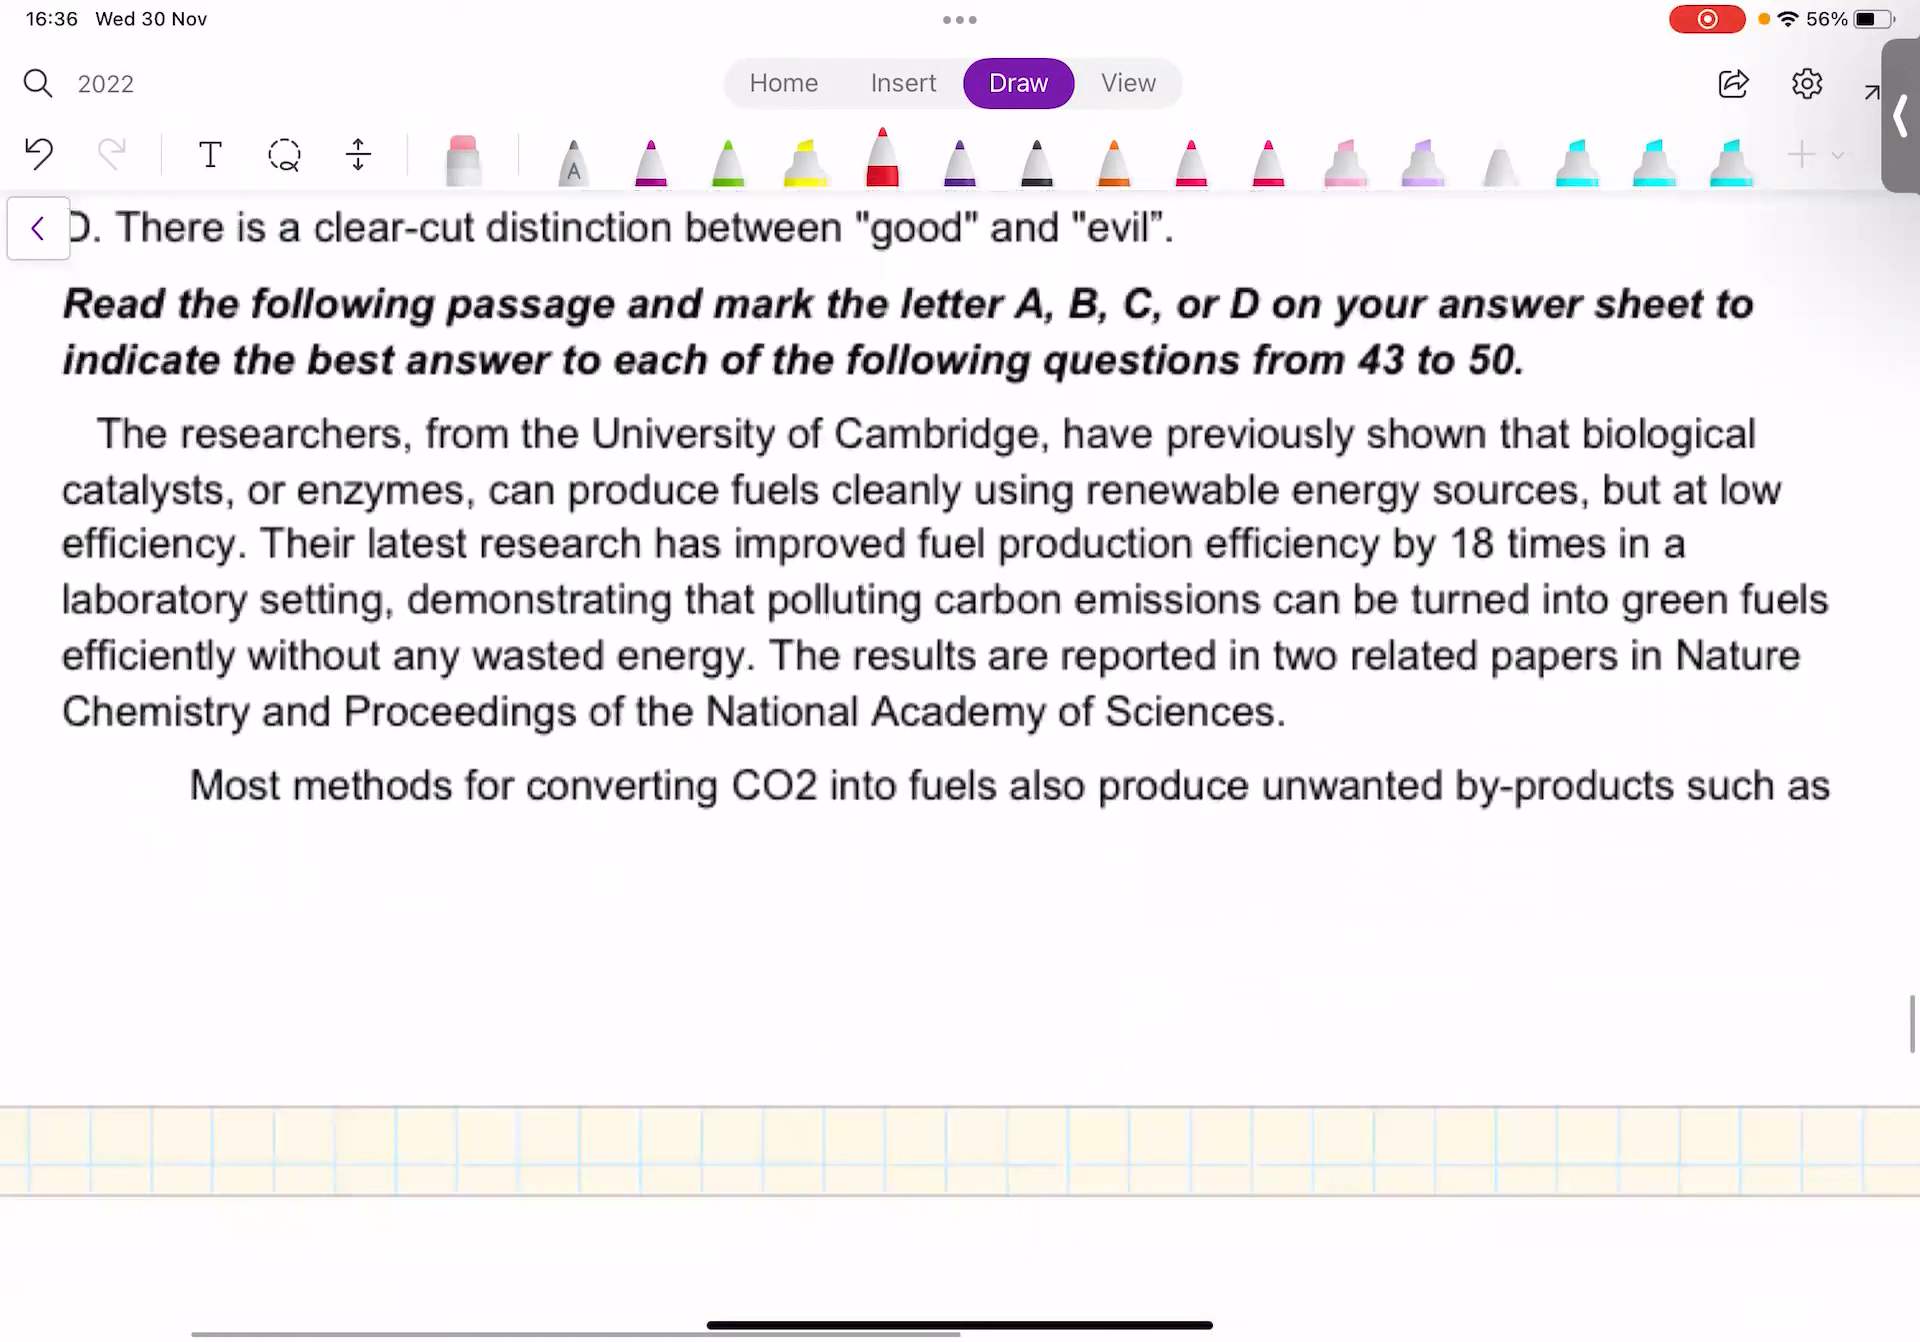 16:36 Wed 30 Nov
56%
2022
Home Insert Draw View
T
A
D. There is a clear-cut distinction between "good" and "evil”.
Read the following passage and mark the letter A, B, C, or D on your answer sheet to
indicate the best answer to each of the following questions from 43 to 50.
The researchers, from the University of Cambridge, have previously shown that biological
catalysts, or enzymes, can produce fuels cleanly using renewable energy sources, but at low
efficiency. Their latest research has improved fuel production efficiency by 18 times in a
laboratory setting, demonstrating that polluting carbon emissions can be turned into green fuels
efficiently without any wasted energy. The results are reported in two related papers in Nature
Chemistry and Proceedings of the National Academy of Sciences.
Most methods for converting CO2 into fuels also produce unwanted by-products such as